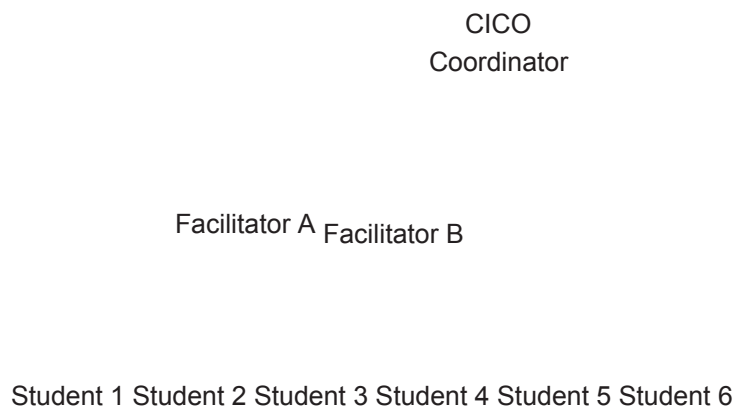 CICO
Coordinator
Facilitator A Facilitator B
Student 1 Student 2 Student 3 Student 4 Student 5 Student 6